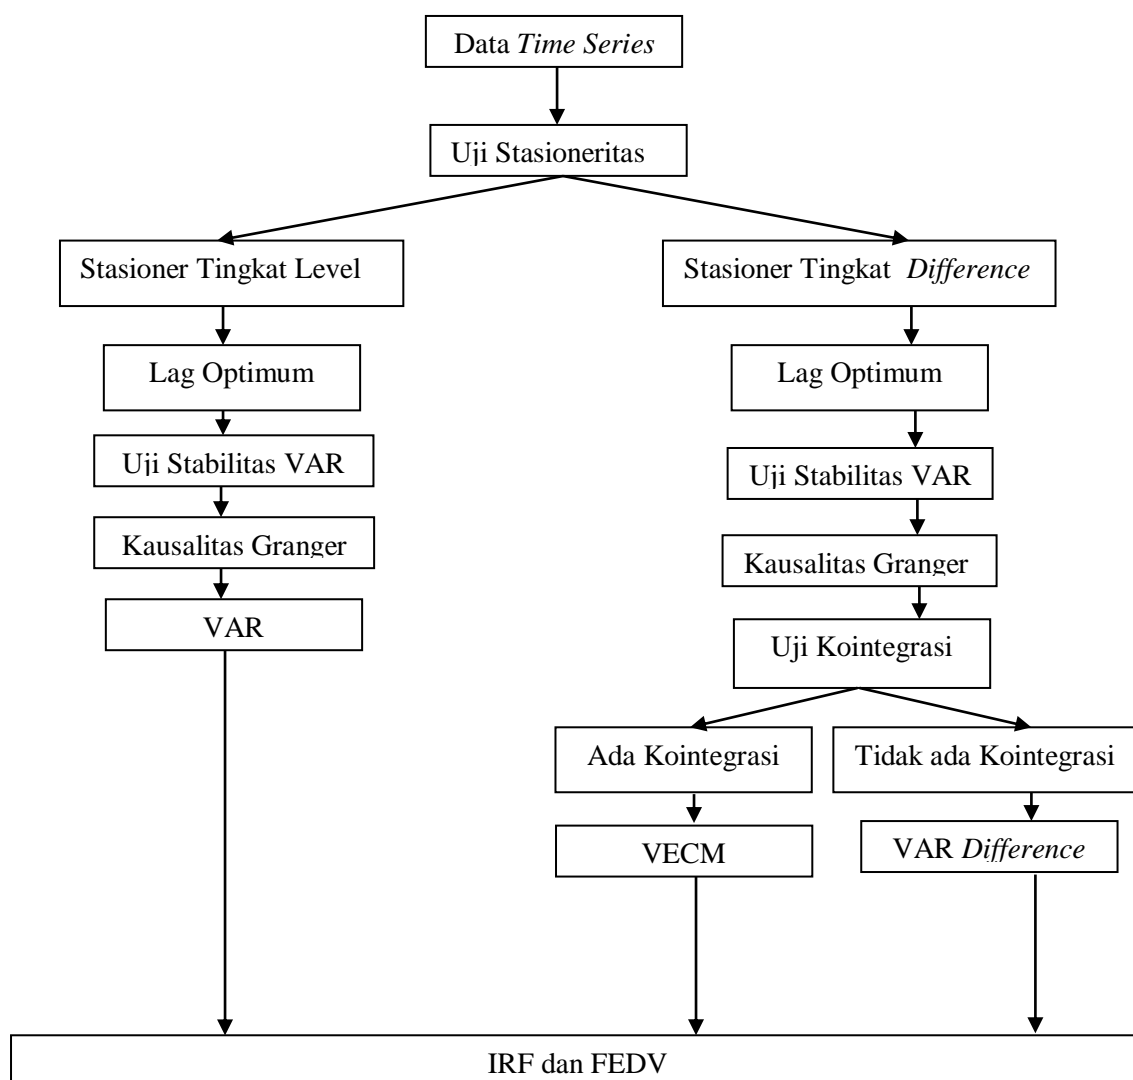 Data Time Series
Uji Stasioneritas
Stasioner Tingkat Level
Stasioner Tingkat Difference
Lag Optimum
Lag Optimum
Uji Stabilitas VAR
Uji Stabilitas VAR
Kausalitas Granger
Kausalitas Granger
VAR
Uji Kointegrasi
Ada Kointegrasi
Tidak ada Kointegrasi
VECM
VAR Difference
IRF dan FEDV